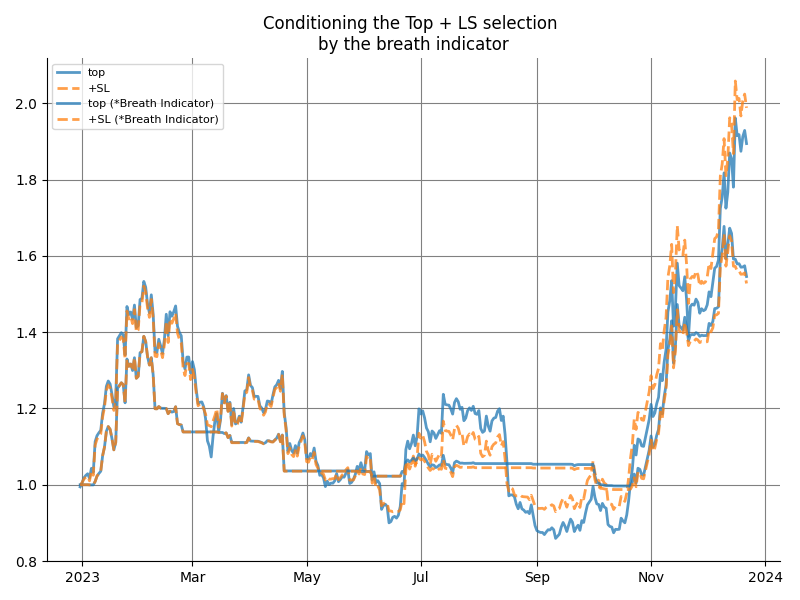 Conditioning the Top + LS selection
by the breath indicator
top
+SL
top (*Breath Indicator)
+SL (*Breath Indicator)
2.0
1.8
1.6
1.4
1.2
1.0
0.8
2023
Mar
May
Jul
Sep
Nov
2024